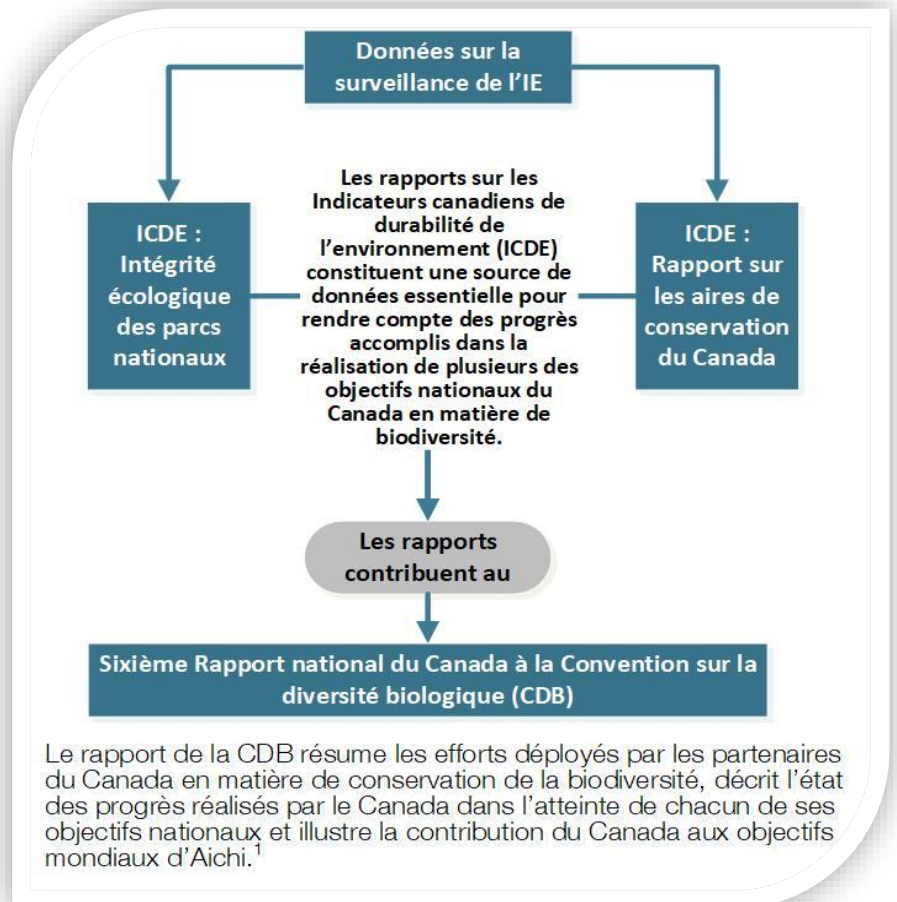 Données sur la
surveillance de l’IE
ICDE :
Intégrité
écologique
des parcs
nationaux
Les rapports sur les
Indicateurs canadiens de
durabilité de
l’environnement (ICDE)
constituent une source de
données essentielle pour
rendre compte des progrès
accomplis dans la
réalisation de plusieurs des
objectifs nationaux du
Canada en matière de
biodiversité.
ICDE :
Rapport sur
les aires de
conservation
du Canada
Les rapports
contribuent au
Sixième Rapport national du Canada à la Convention sur la
diversité biologique (CDB)
Le rapport de la CDB résume les efforts déployés par les partenaires
du Canada en matière de conservation de la biodiversité, décrit l’état
des progrès réalisés par le Canada dans l’atteinte de chacun de ses
objectifs nationaux et illustre la contribution du Canada aux objectifs
mondiaux d’Aichi.¹